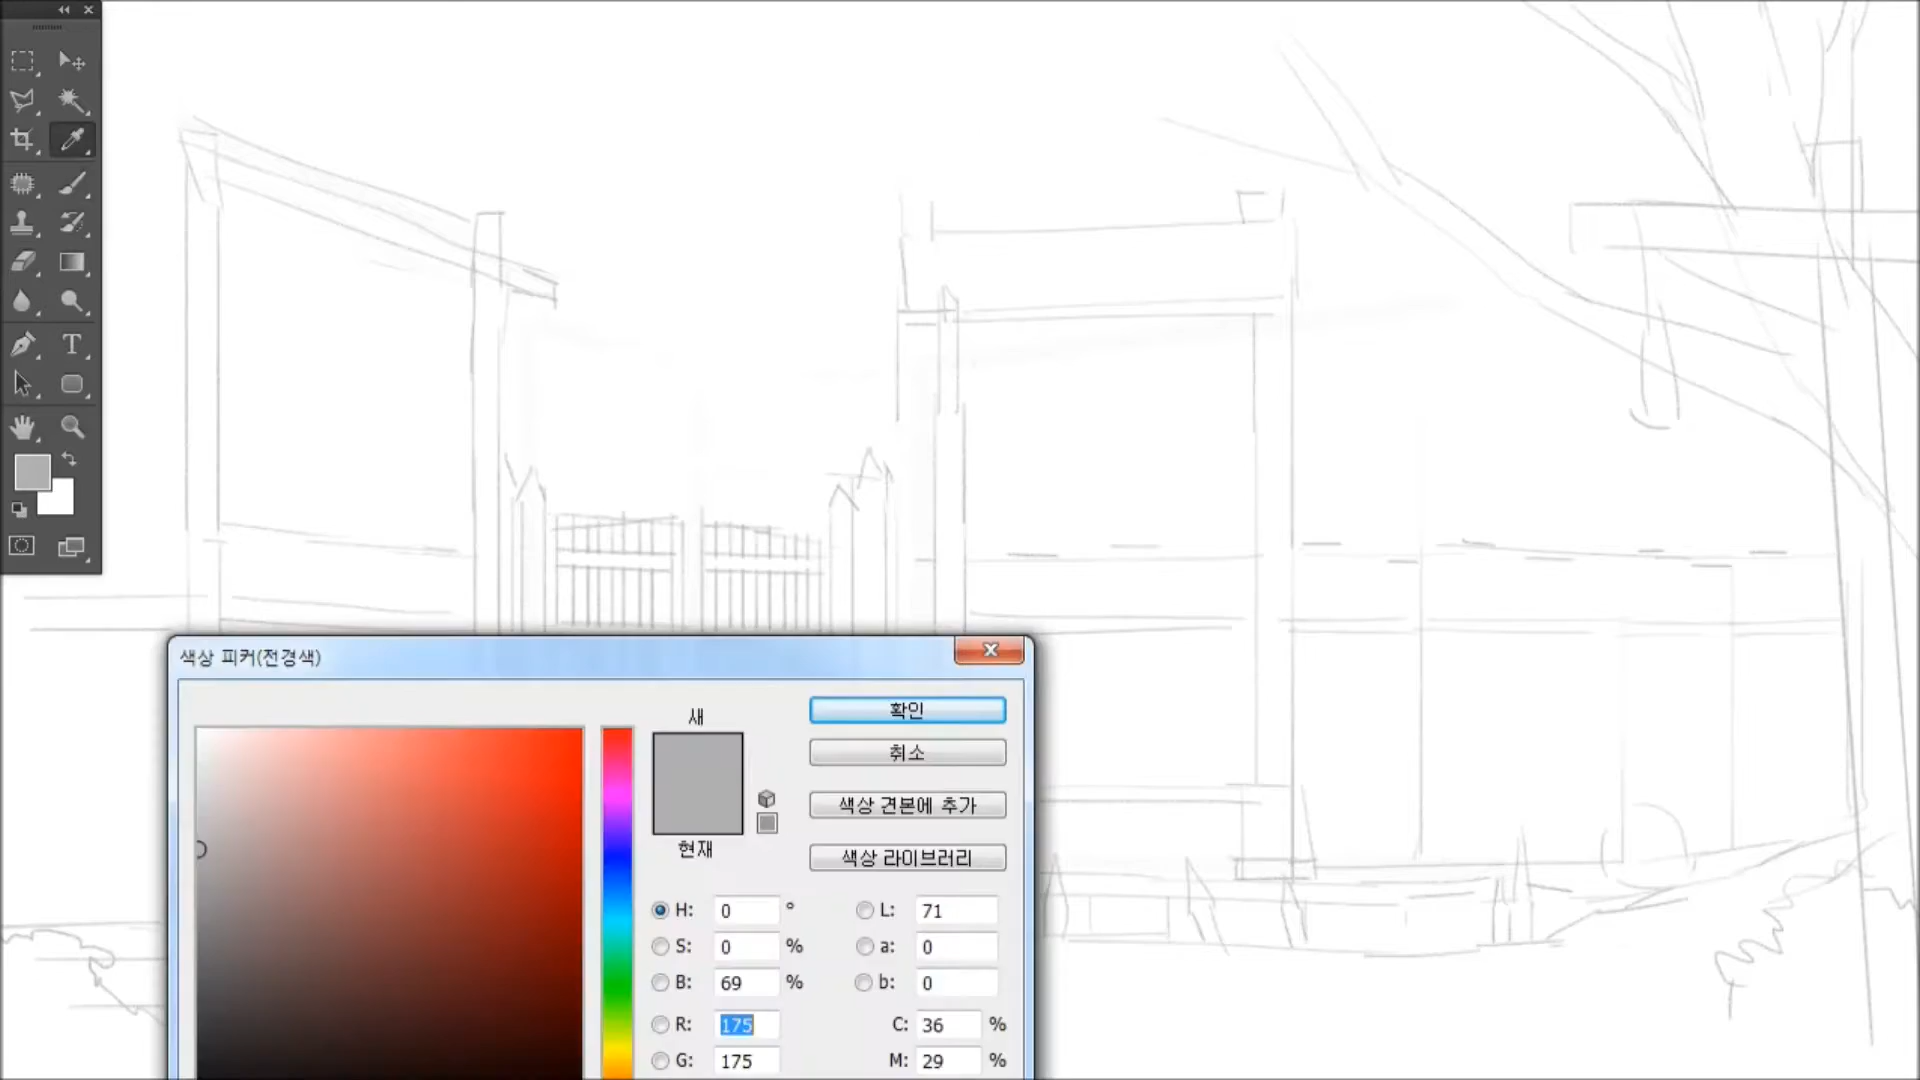 T
색상 피커(전경색)
새
현재
확인
취소
색상 견본에 추가
색상 라이브러리
H: 0 °
L: 71
S: 0 %
a: 0
B: 69 %
b: 0
R: 175
C: 36 %
G: 175
M: 29 %